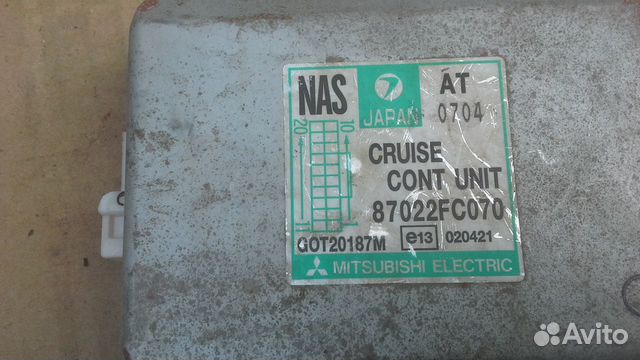 NAS
AT
JAPAN 0704
20 10
11 1
CRUISE
CONT UNIT
87022FC070
GOT20187M e13 020421
MITSUBISHI ELECTRIC
Avito